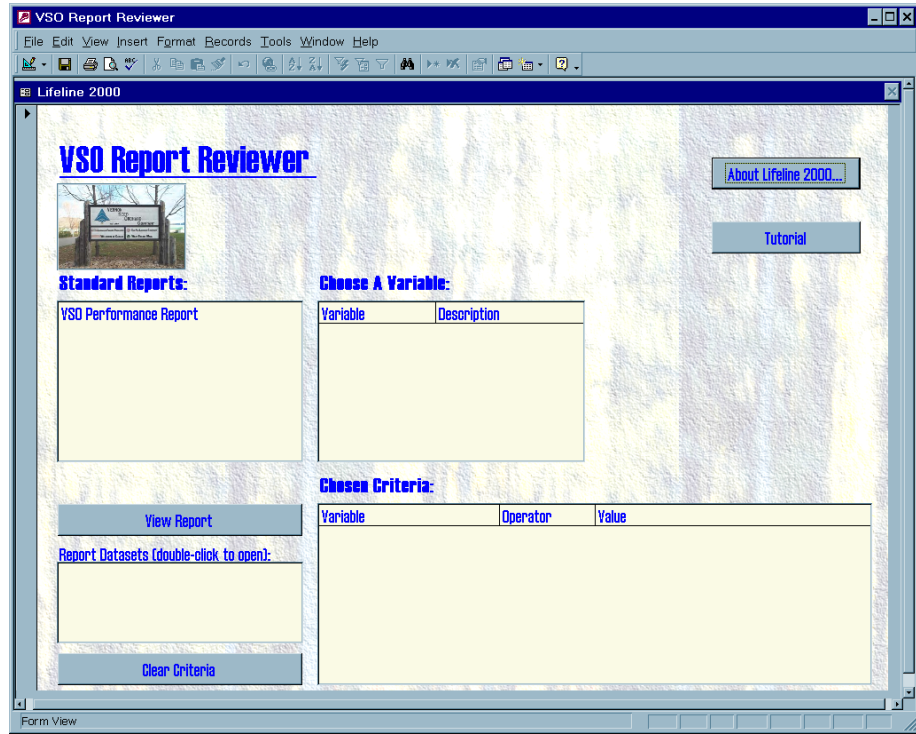 VSO Report Reviewer
File Edit View Insert Format Records Tools Window Help
Lifeline 2000
VSO Report Reviewer
About Lifeline 2000...
Tutorial
Standard Reports:
Choose A Variable:
VSO Performance Report
Variable Description
Chosen Criteria:
View Report
Variable Operator Value
Report Datasets (double-click to open):
Clear Criteria
Form View